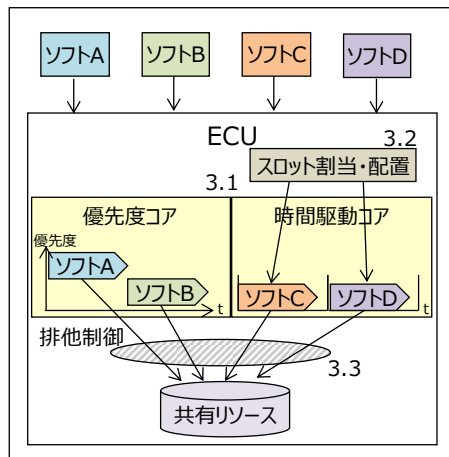 ソフトA ソフトB ソフトC ソフトD
ECU
3.2
スロット割当・配置
3.1
優先度コア 時間駆動コア
優先度
ソフトA
ソフトB ソフトC ソフトD
t t
排他制御
3.3
共有リソース